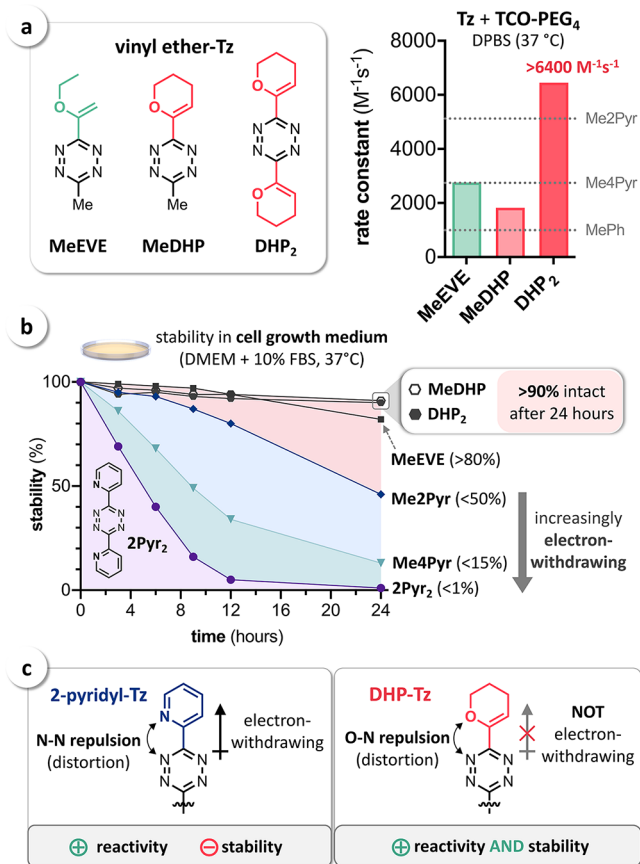 a
vinyl ether-Tz
O
N N
N N
Me
MeEVE
O
N N
N N
Me
MeDHP
O
N N
N N
O
DHP2
Tz + TCO-PEG4
DPBS (37 °C)
>6400 M-1s-1
rate constant (M-1s-1)
8000
6000
4000
2000
0
Me2Pyr
Me4Pyr
MePh
MeEVE
MeDHP
DHP2
b
stability in cell growth medium
(DMEM + 10% FBS, 37°C)
stability (%)
100
50
0
N
N N
N N
N
2Pyr2
0
4
8
12
16
20
24
time (hours)
MeDHP
DHP2
>90% intact
after 24 hours
MeEVE (>80%)
Me2Pyr (<50%)
Me4Pyr (<15%)
2Pyr2 (<1%)
increasingly
electron-
withdrawing
c
2-pyridyl-Tz
N
N N
N N
N-N repulsion
(distortion)
electron-
withdrawing
+ reactivity
− stability
DHP-Tz
O
N N
N N
O-N repulsion
(distortion)
NOT
electron-
withdrawing
+ reactivity AND stability